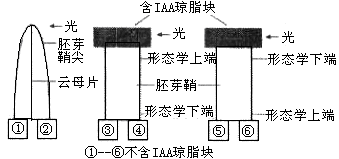 含IAA琼脂块
光
光
光
胚芽
鞘尖
云母片
形态学上端
形态学下端
胚芽鞘
形态学下端
形态学上端
① ② ③ ④ ⑤ ⑥
①--⑥不含IAA琼脂块